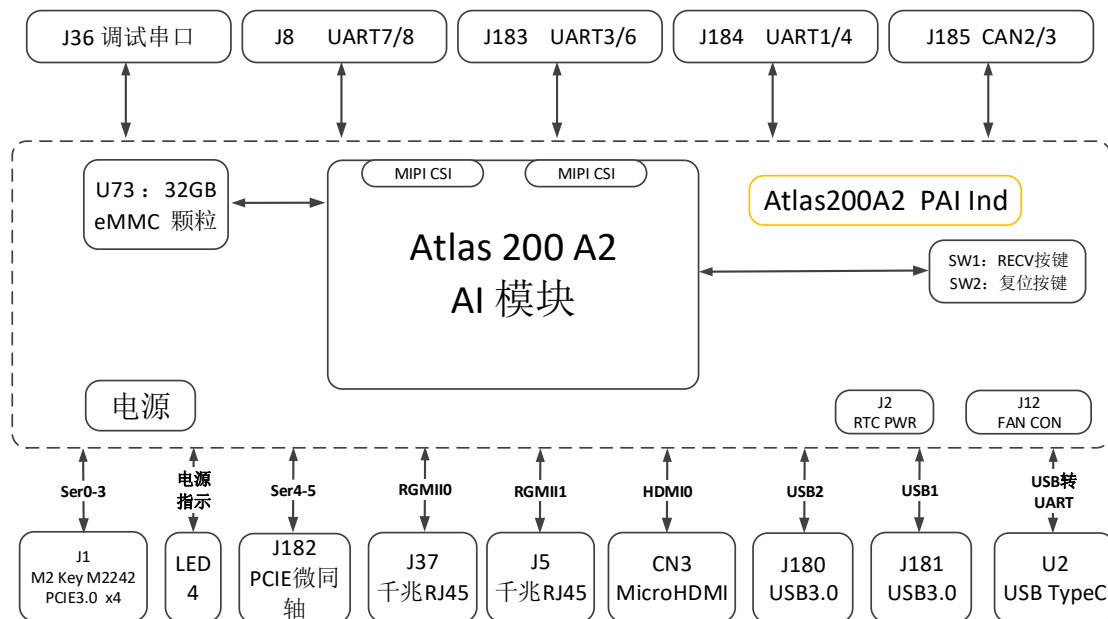 J36 调试串口
J8 UART7/8
J183 UART3/6
J184 UART1/4
J185 CAN2/3
MIPI CSI
MIPI CSI
U73： 32GB
eMMC 颗粒
Atlas 200 A2
AI 模块
Atlas200A2 PAI Ind
SW1：RECV按键
SW2：复位按键
电源
J2
RTC PWR
J12
FAN CON
Ser0-3
电源
指示
Ser4-5
RGMII0
RGMII1
HDMI0
USB2
USB1
USB转
UART
J1
M2 Key M2242
PCIE3.0 x4
LED
4
J182
PCIE微同
轴
J37
千兆RJ45
J5
千兆RJ45
CN3
MicroHDMI
J180
USB3.0
J181
USB3.0
U2
USB TypeC